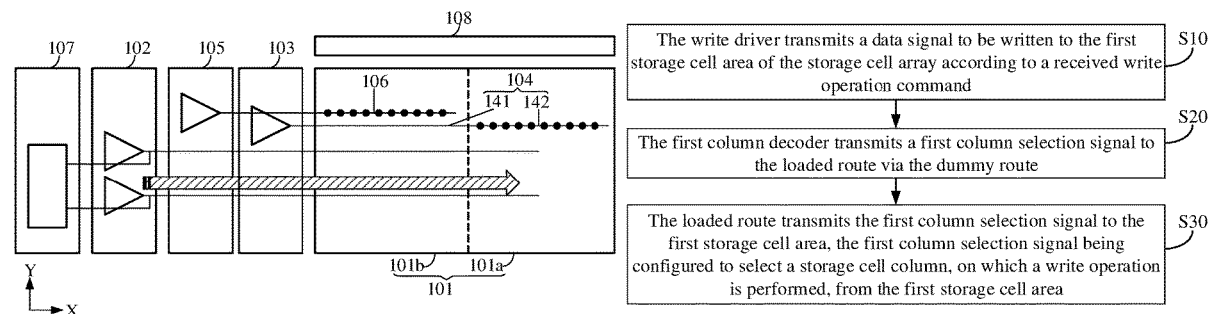 108
107
102
105
103
106
104
141
142
101b
101a
101
Y
X
The write driver transmits a data signal to be written to the first
storage cell area of the storage cell array according to a received write
operation command
S10
The first column decoder transmits a first column selection signal to
the loaded route via the dummy route
S20
The loaded route transmits the first column selection signal to the
first storage cell area, the first column selection signal being
configured to select a storage cell column, on which a write operation
is performed, from the first storage cell area
S30